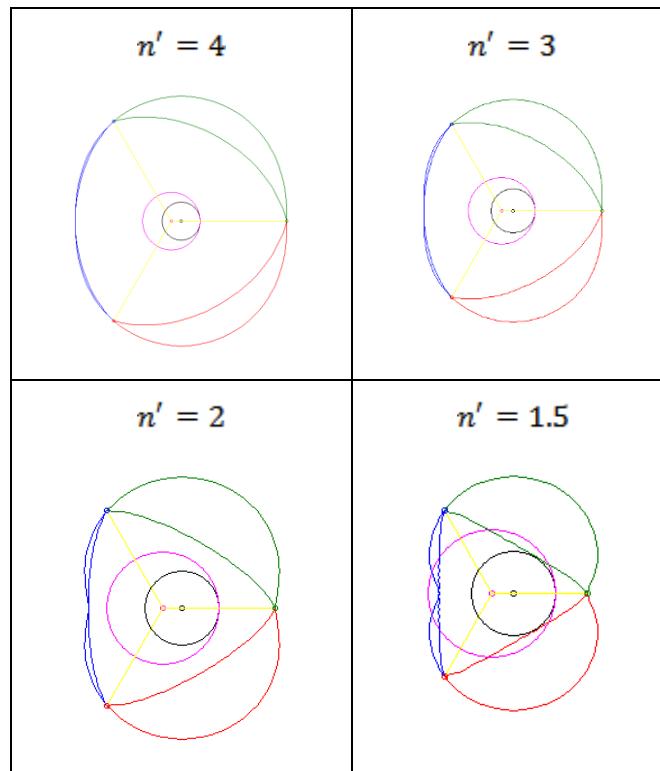 n′ = 4
n′ = 3
n′ = 2
n′ = 1.5